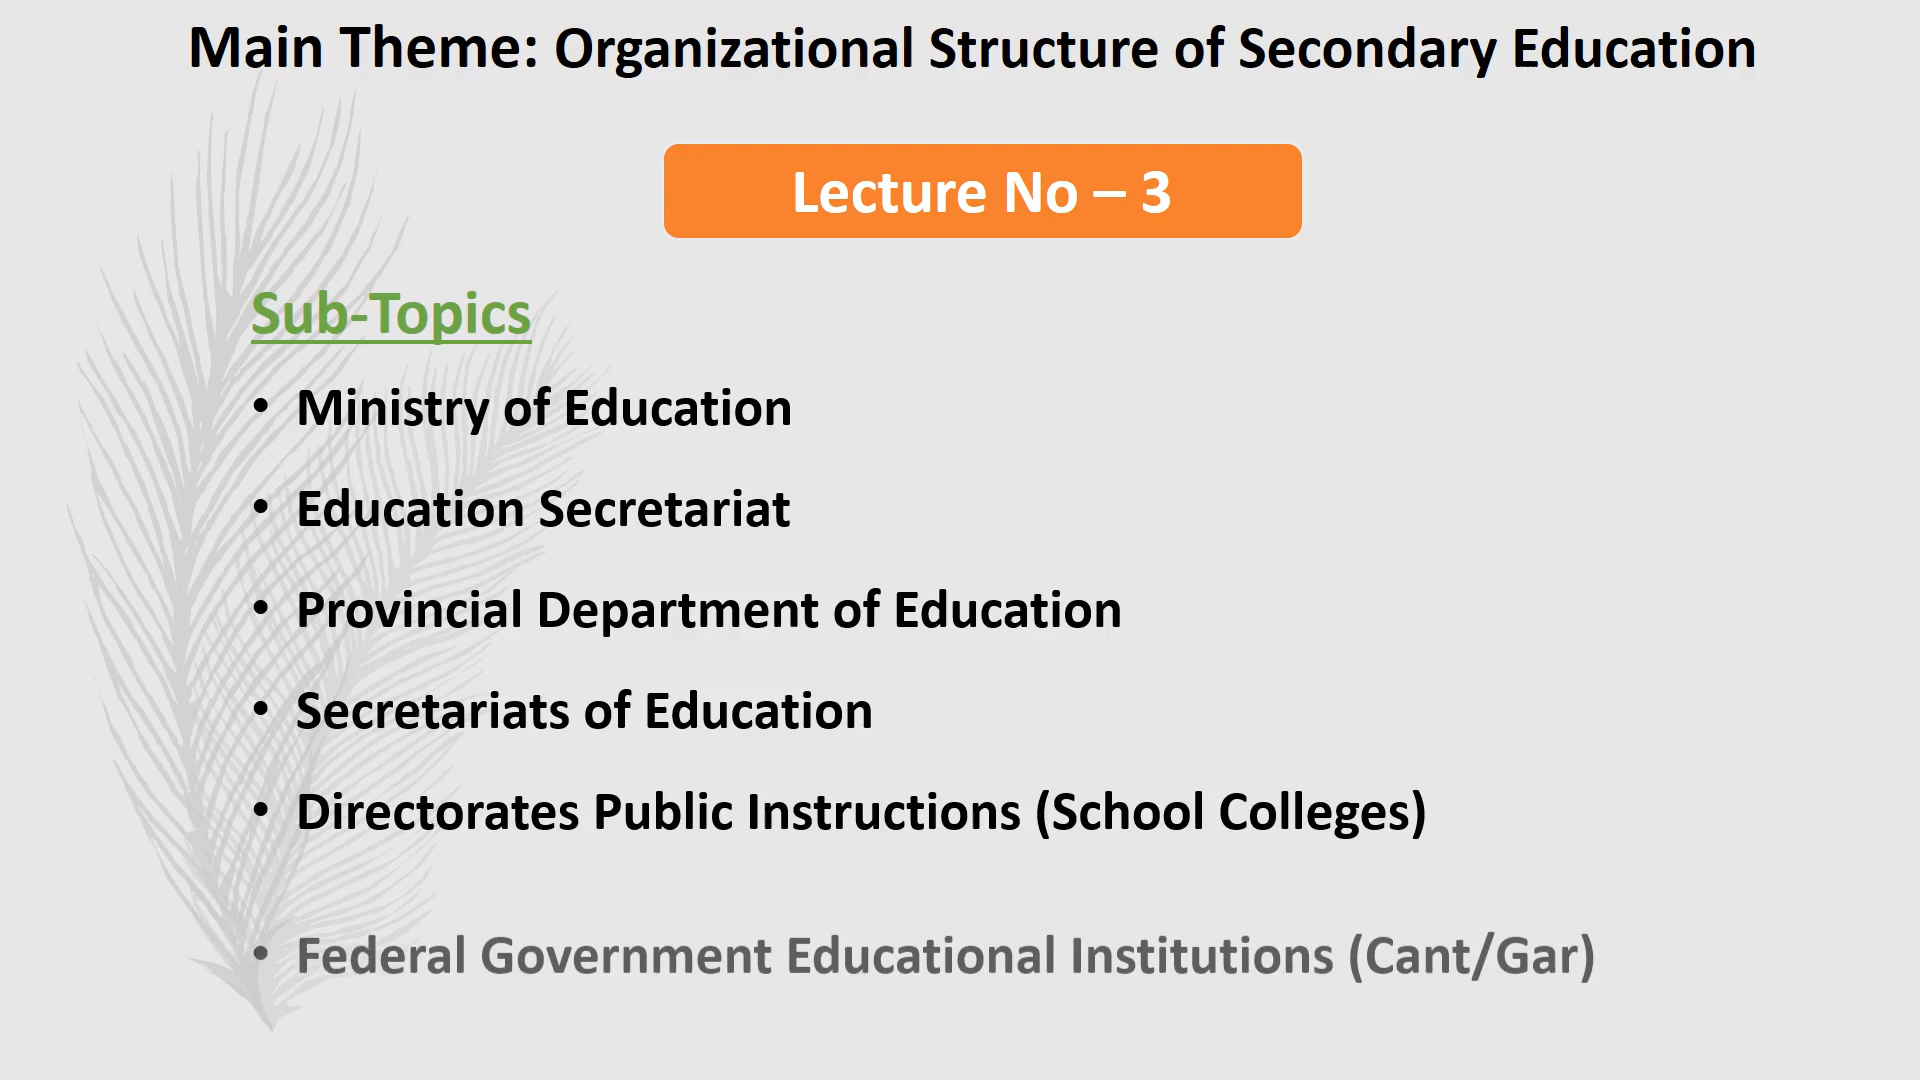 Main Theme: Organizational Structure of Secondary Education
Lecture No – 3
Sub-Topics
• Ministry of Education
• Education Secretariat
• Provincial Department of Education
• Secretariats of Education
• Directorates Public Instructions (School Colleges)
• Federal Government Educational Institutions (Cant/Gar)